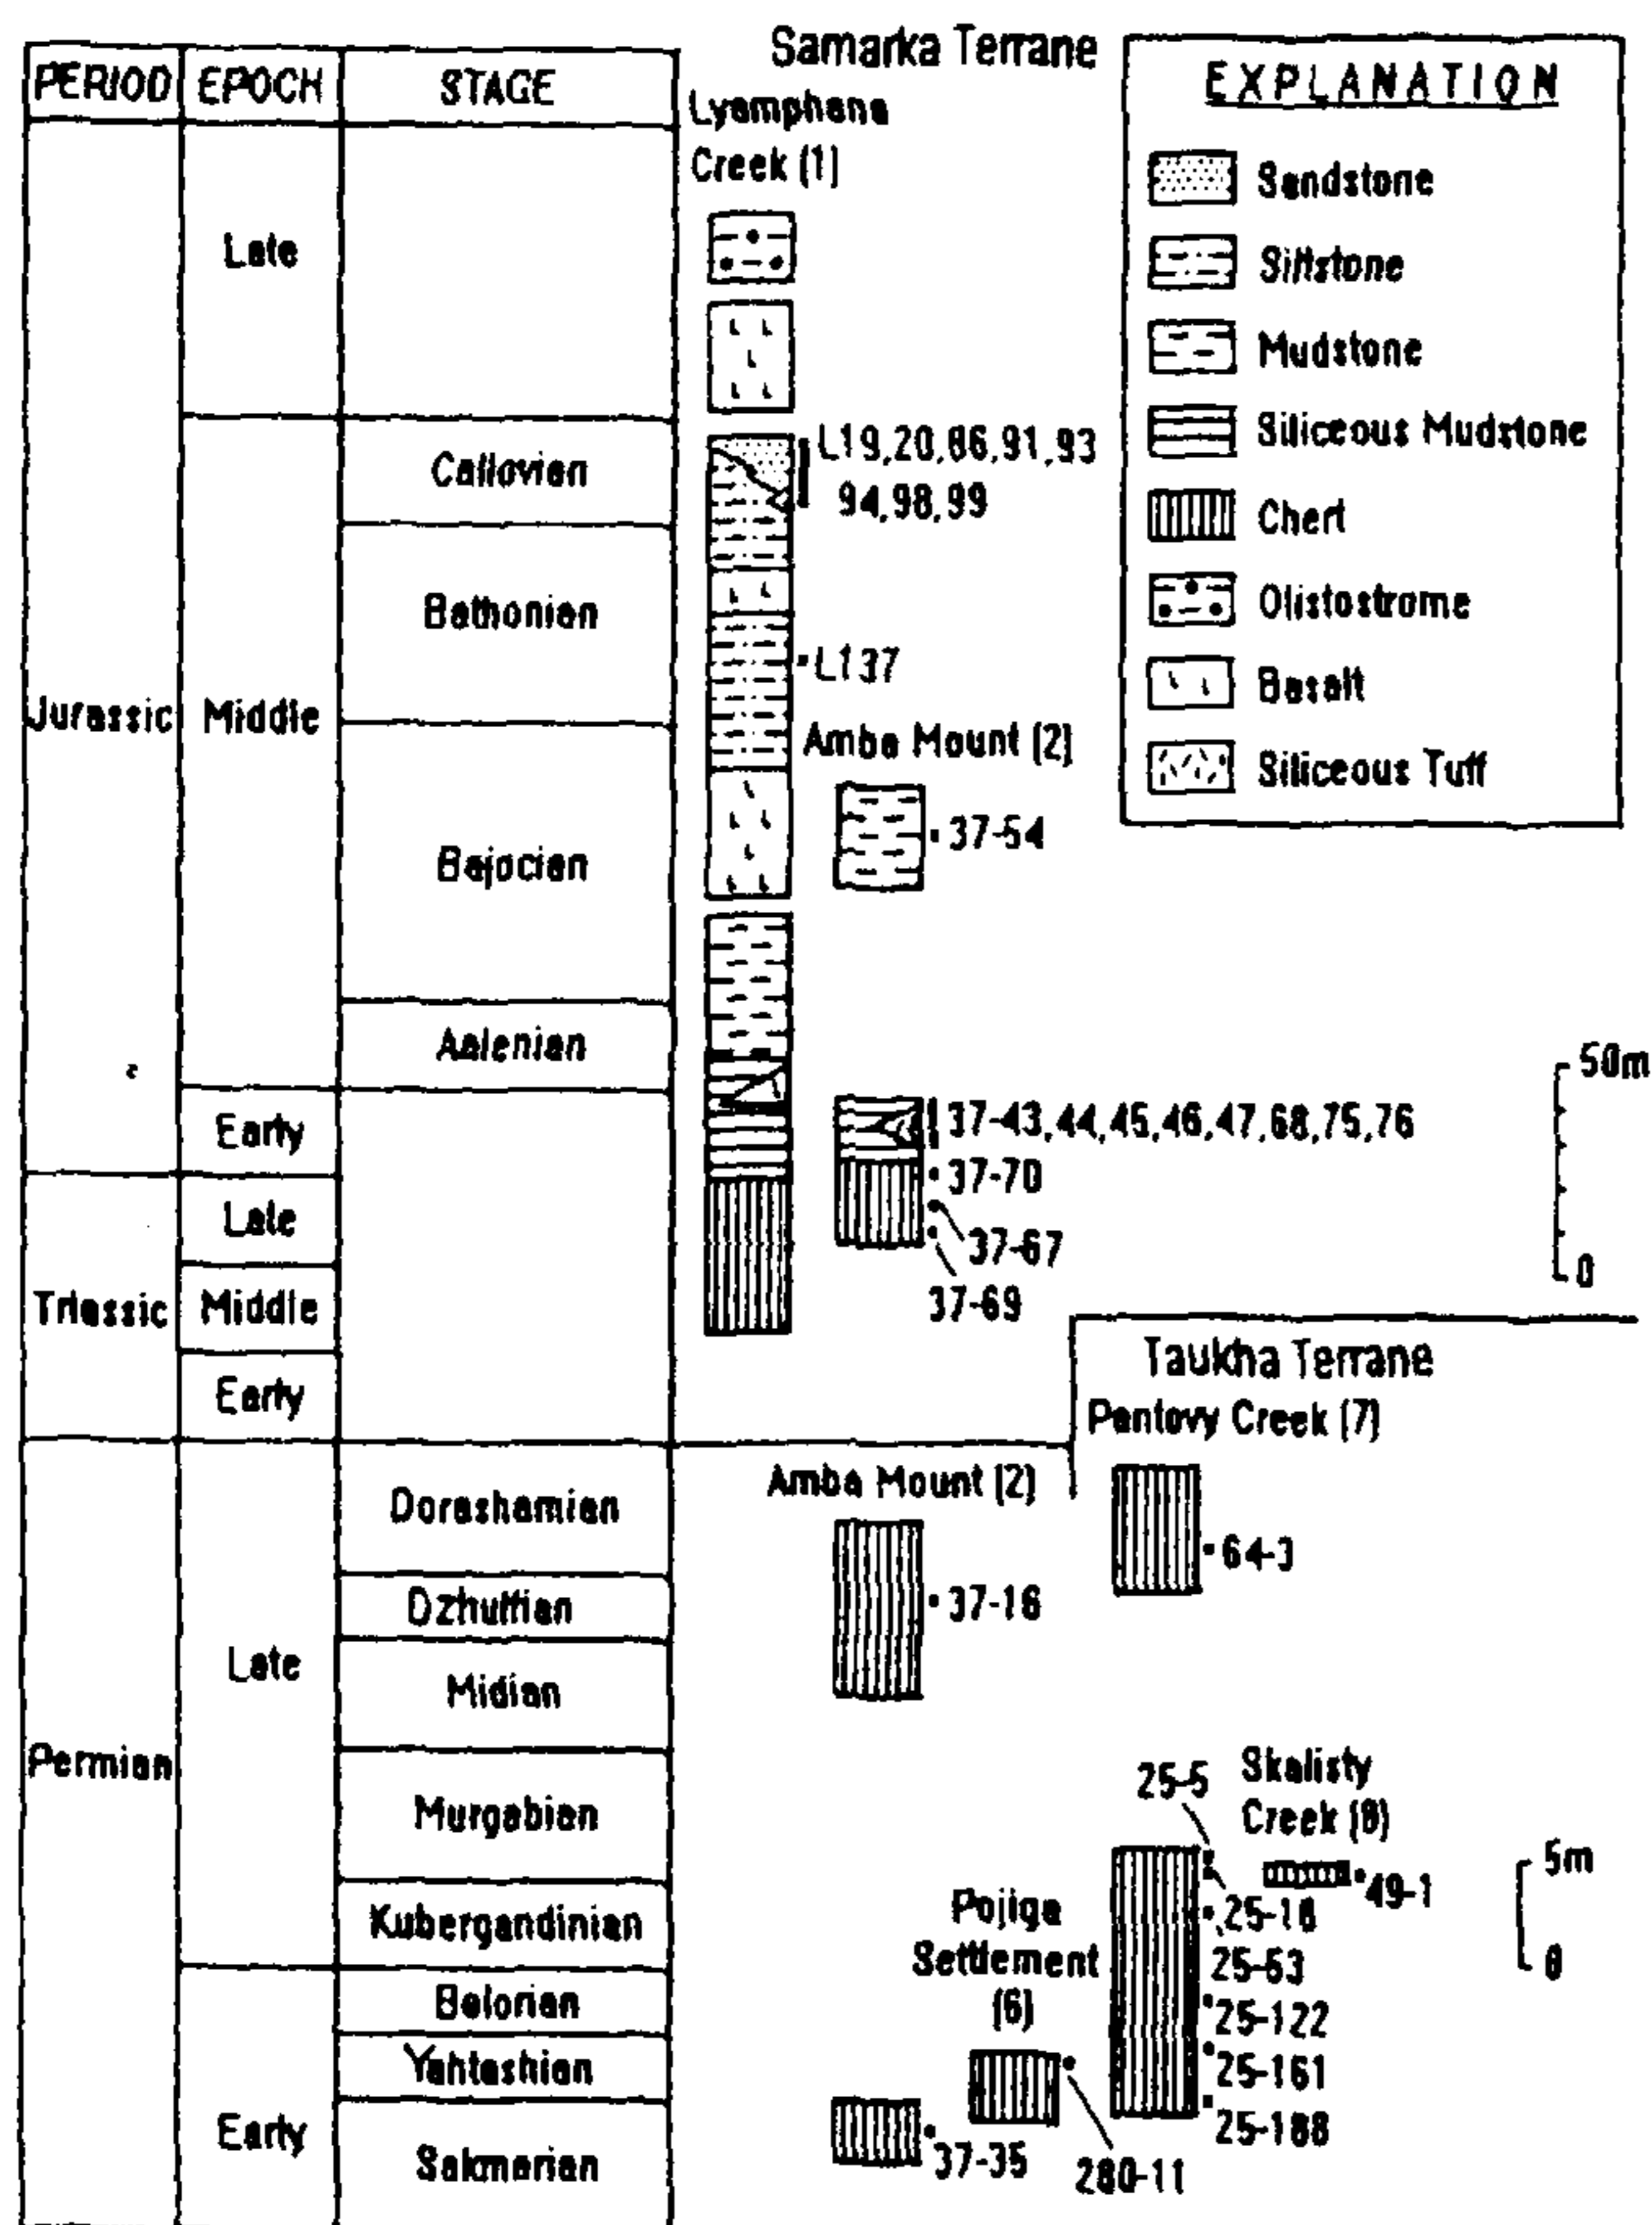 PERIOD EPOCH STAGE
Jurassic
Late
Middle
Callovian
Bathonian
Bajocian
Aalenian
Early
Triassic
Late
Middle
Early
Permian
Late
Dorashamian
Dzhulfian
Midian
Murgabian
Kubergandinian
Early
Bolorian
Yahtashian
Sakmarian
Samarka Terrane
Lyamphana
Creek (1)
L19,20,86,91,93
94,98,99
L137
Amba Mount (2)
37-54
37-43,44,45,46,47,68,75,76
37-70
37-67
37-69
EXPLANATION
Sandstone
Siltstone
Mudstone
Siliceous Mudstone
Chert
Olistostrome
Basalt
Siliceous Tuff
50m
0
Taukha Terrane
Pantovy Creek (7)
64-3
Amba Mount (2)
37-16
Skalisty
Creek (8)
25-5
49-1
25-18
25-63
25-122
25-161
25-188
5m
0
Pojiga
Settlement
(6)
280-11
37-35